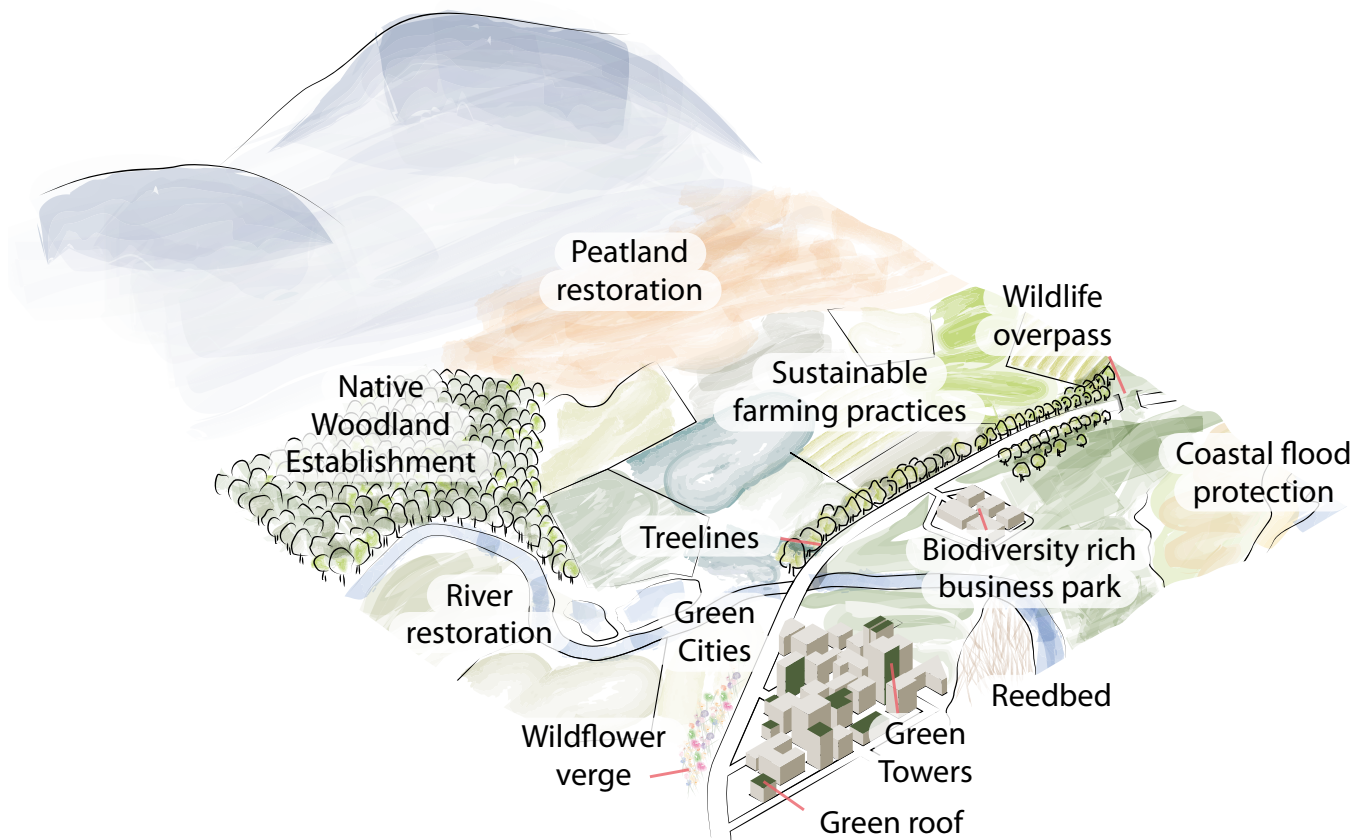 Peatland
restoration
Wildlife
overpass
Native
Woodland
Establishment
Sustainable
farming practices
Coastal flood
protection
Treelines
Biodiversity rich
business park
River
restoration
Green
Cities
Reedbed
Wildflower
verge
Green
Towers
Green roof